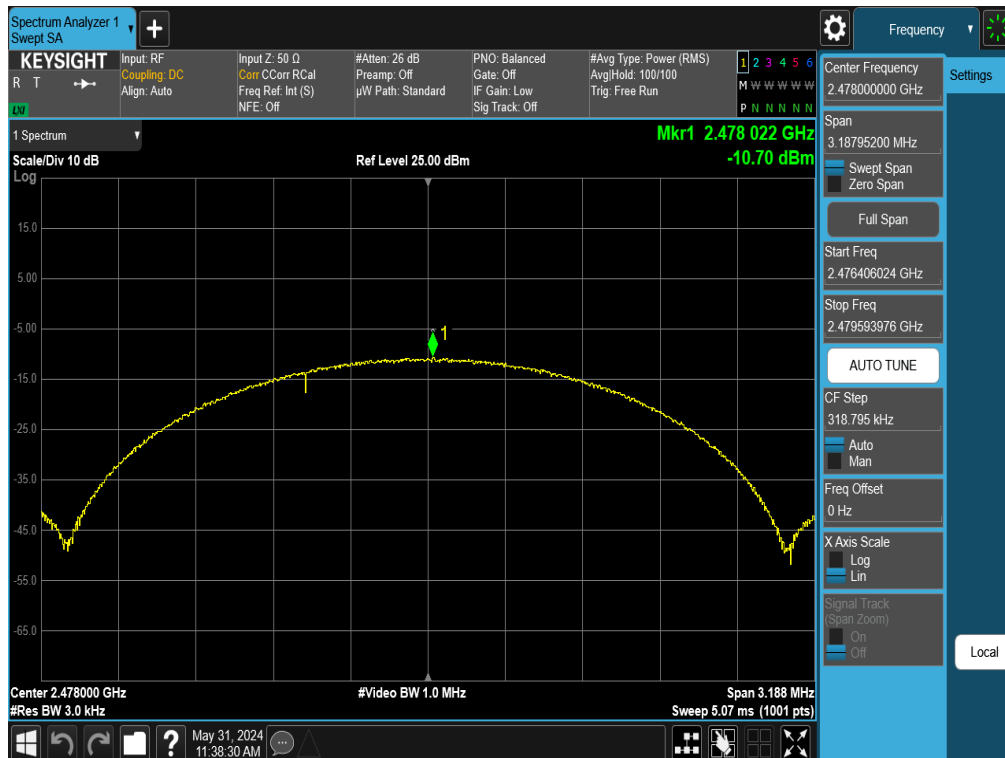 Spectrum Analyzer 1
Swept SA
+
Frequency
KEYSIGHT
R T
LXI
Input: RF
Coupling: DC
Align: Auto
Input Z: 50 Ω
Corr CCorr RCal
Freq Ref: Int (S)
NFE: Off
#Atten: 26 dB
Preamp: Off
µW Path: Standard
PNO: Balanced
Gate: Off
IF Gain: Low
Sig Track: Off
#Avg Type: Power (RMS)
Avg|Hold: 100/100
Trig: Free Run
1 2 3 4 5 6
M W W W W W
P N N N N N
1 Spectrum
Scale/Div 10 dB
Log
Ref Level 25.00 dBm
Mkr1 2.478 022 GHz
-10.70 dBm
15.0
5.00
-5.00
-15.0
-25.0
-35.0
-45.0
-55.0
-65.0
1
Center 2.478000 GHz
#Res BW 3.0 kHz
#Video BW 1.0 MHz
Span 3.188 MHz
Sweep 5.07 ms (1001 pts)
Center Frequency
2.478000000 GHz
Settings
Span
3.18795200 MHz
Swept Span
Zero Span
Full Span
Start Freq
2.476406024 GHz
Stop Freq
2.479593976 GHz
AUTO TUNE
CF Step
318.795 kHz
Auto
Man
Freq Offset
0 Hz
X Axis Scale
Log
Lin
Signal Track
(Span Zoom)
On
Off
Local
?
May 31, 2024
11:38:30 AM